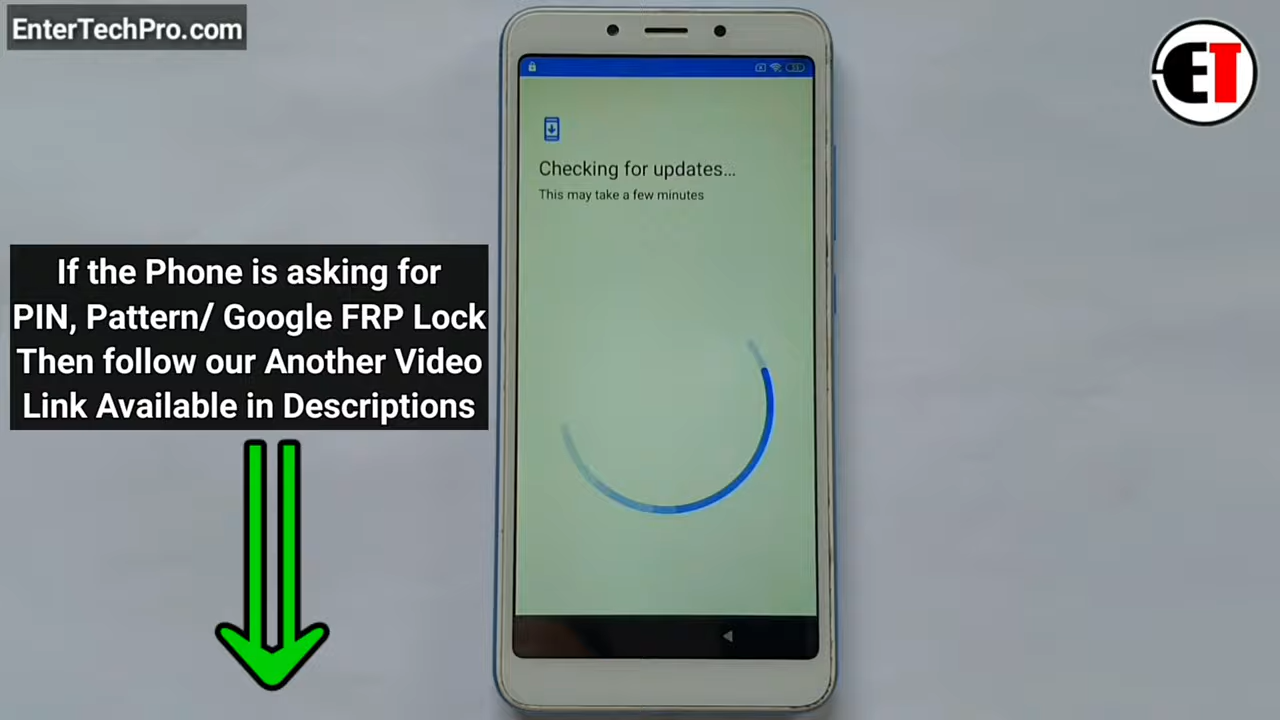 EnterTechPro.com
ET
Checking for updates...
This may take a few minutes
If the Phone is asking for
PIN, Pattern/ Google FRP Lock
Then follow our Another Video
Link Available in Descriptions